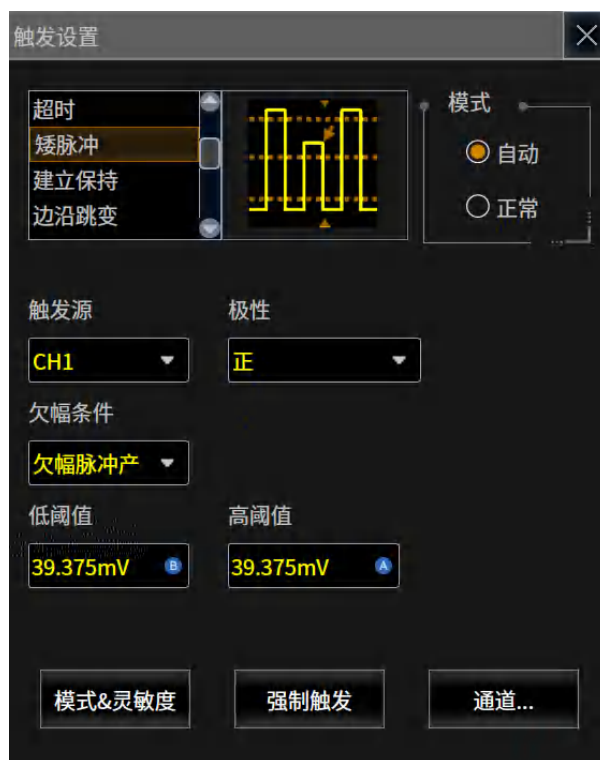 触发设置
超时
矮脉冲
建立保持
边沿跳变
模式
自动
正常
触发源
极性
CH1
正
欠幅条件
欠幅脉冲产
低阈值
高阈值
39.375mV B
39.375mV A
模式&灵敏度
强制触发
通道...